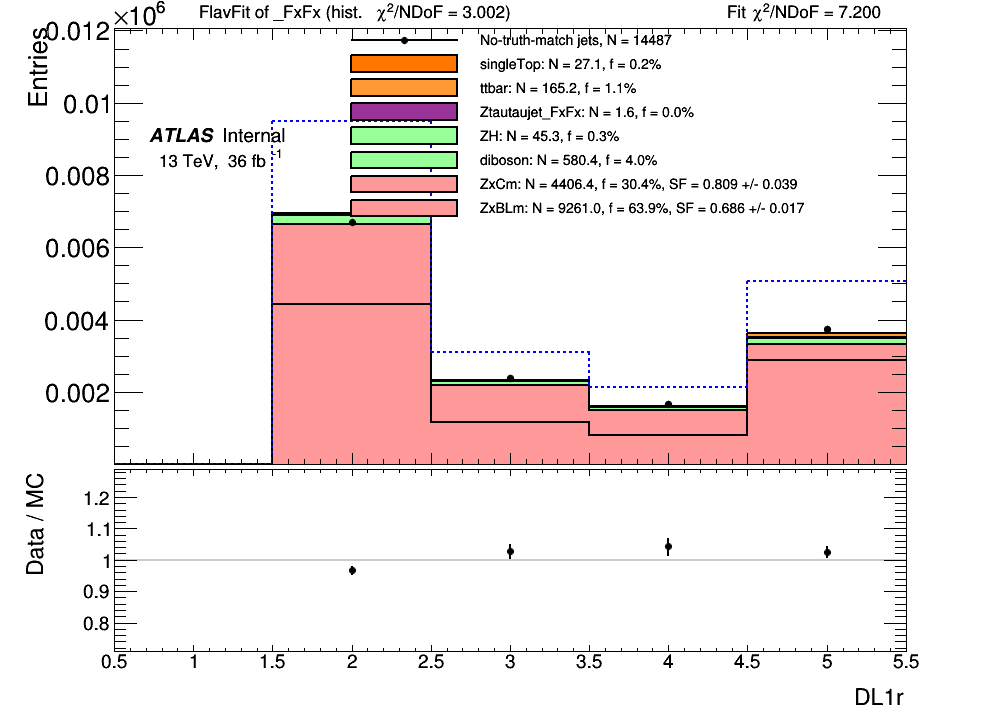 FlavFit of _FxFx (hist. χ²/NDoF = 3.002)
Fit χ²/NDoF = 7.200
×10⁶
Entries
0.012
0.01
0.008
0.006
0.004
0.002
ATLAS Internal
13 TeV, 36 fb⁻¹
No-truth-match jets, N = 14487
singleTop: N = 27.1, f = 0.2%
ttbar: N = 165.2, f = 1.1%
Ztautaujet_FxFx: N = 1.6, f = 0.0%
ZH: N = 45.3, f = 0.3%
diboson: N = 580.4, f = 4.0%
ZxCm: N = 4406.4, f = 30.4%, SF = 0.809 +/- 0.039
ZxBLm: N = 9261.0, f = 63.9%, SF = 0.686 +/- 0.017
Data / MC
1.2
1.1
1
0.9
0.8
0.5 1 1.5 2 2.5 3 3.5 4 4.5 5 5.5
DL1r